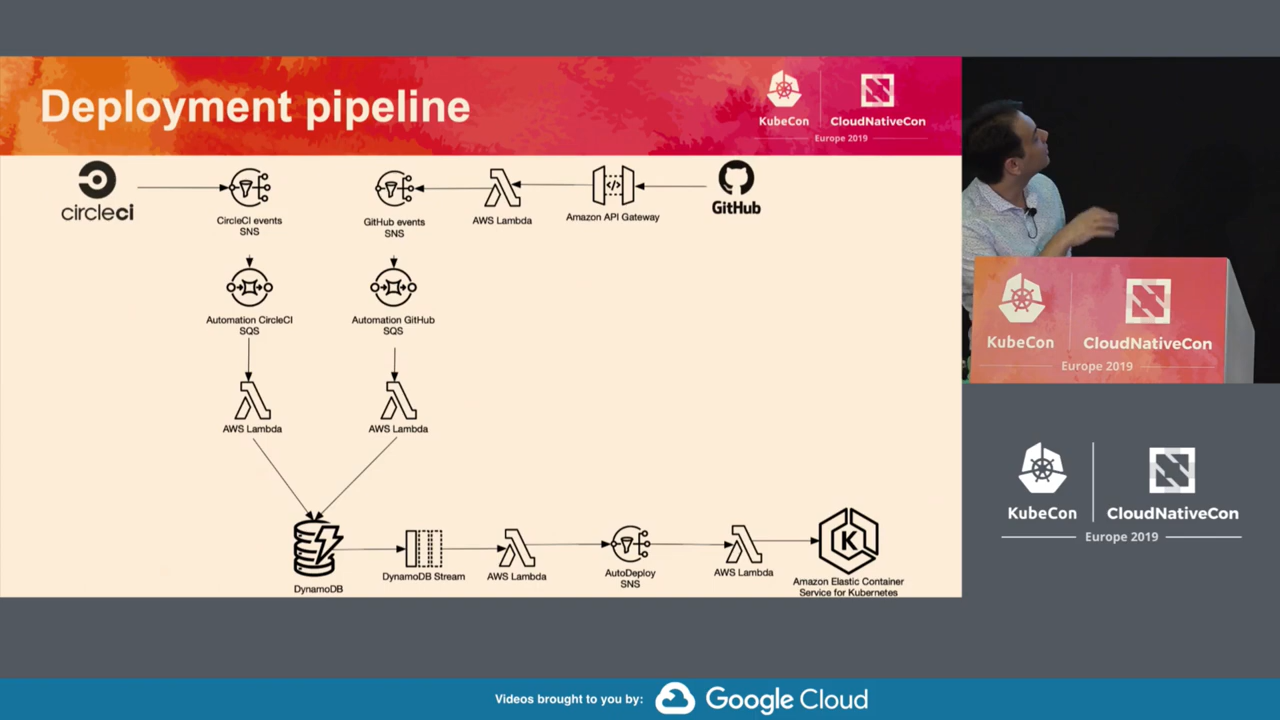 Deployment pipeline
KubeCon
CloudNativeCon
Europe 2019
circleci
CircleCI events
SNS
GitHub events
SNS
AWS Lambda
Amazon API Gateway
GitHub
Automation CircleCI
SQS
Automation GitHub
SQS
AWS Lambda
AWS Lambda
DynamoDB
DynamoDB Stream
AWS Lambda
AutoDeploy
SNS
AWS Lambda
K
Amazon Elastic Container
Service for Kubernetes
KubeCon
CloudNativeCon
Europe 2019
KubeCon
CloudNativeCon
Europe 2019
Videos brought to you by:
Google Cloud